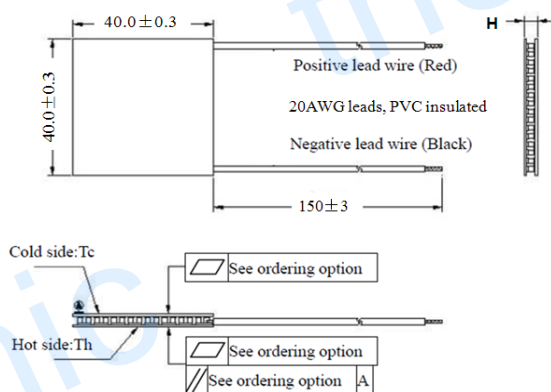 40.0±0.3
H
40.0±0.3
Positive lead wire (Red)
20AWG leads, PVC insulated
Negative lead wire (Black)
150±3
Cold side:Tc
See ordering option
A
Hot side:Th
See ordering option
See ordering option A